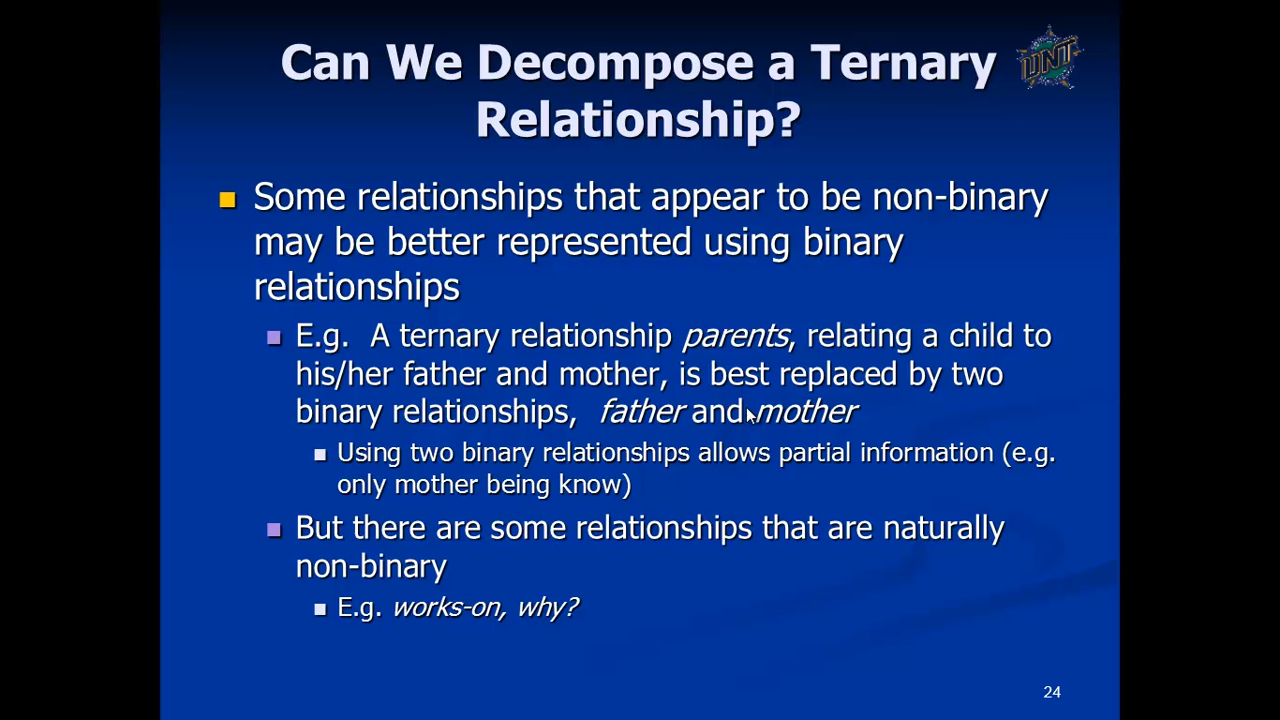 Can We Decompose a Ternary
Relationship?
UNT
Some relationships that appear to be non-binary
may be better represented using binary
relationships
E.g. A ternary relationship parents, relating a child to
his/her father and mother, is best replaced by two
binary relationships, father and mother
Using two binary relationships allows partial information (e.g.
only mother being know)
But there are some relationships that are naturally
non-binary
E.g. works-on, why?
24